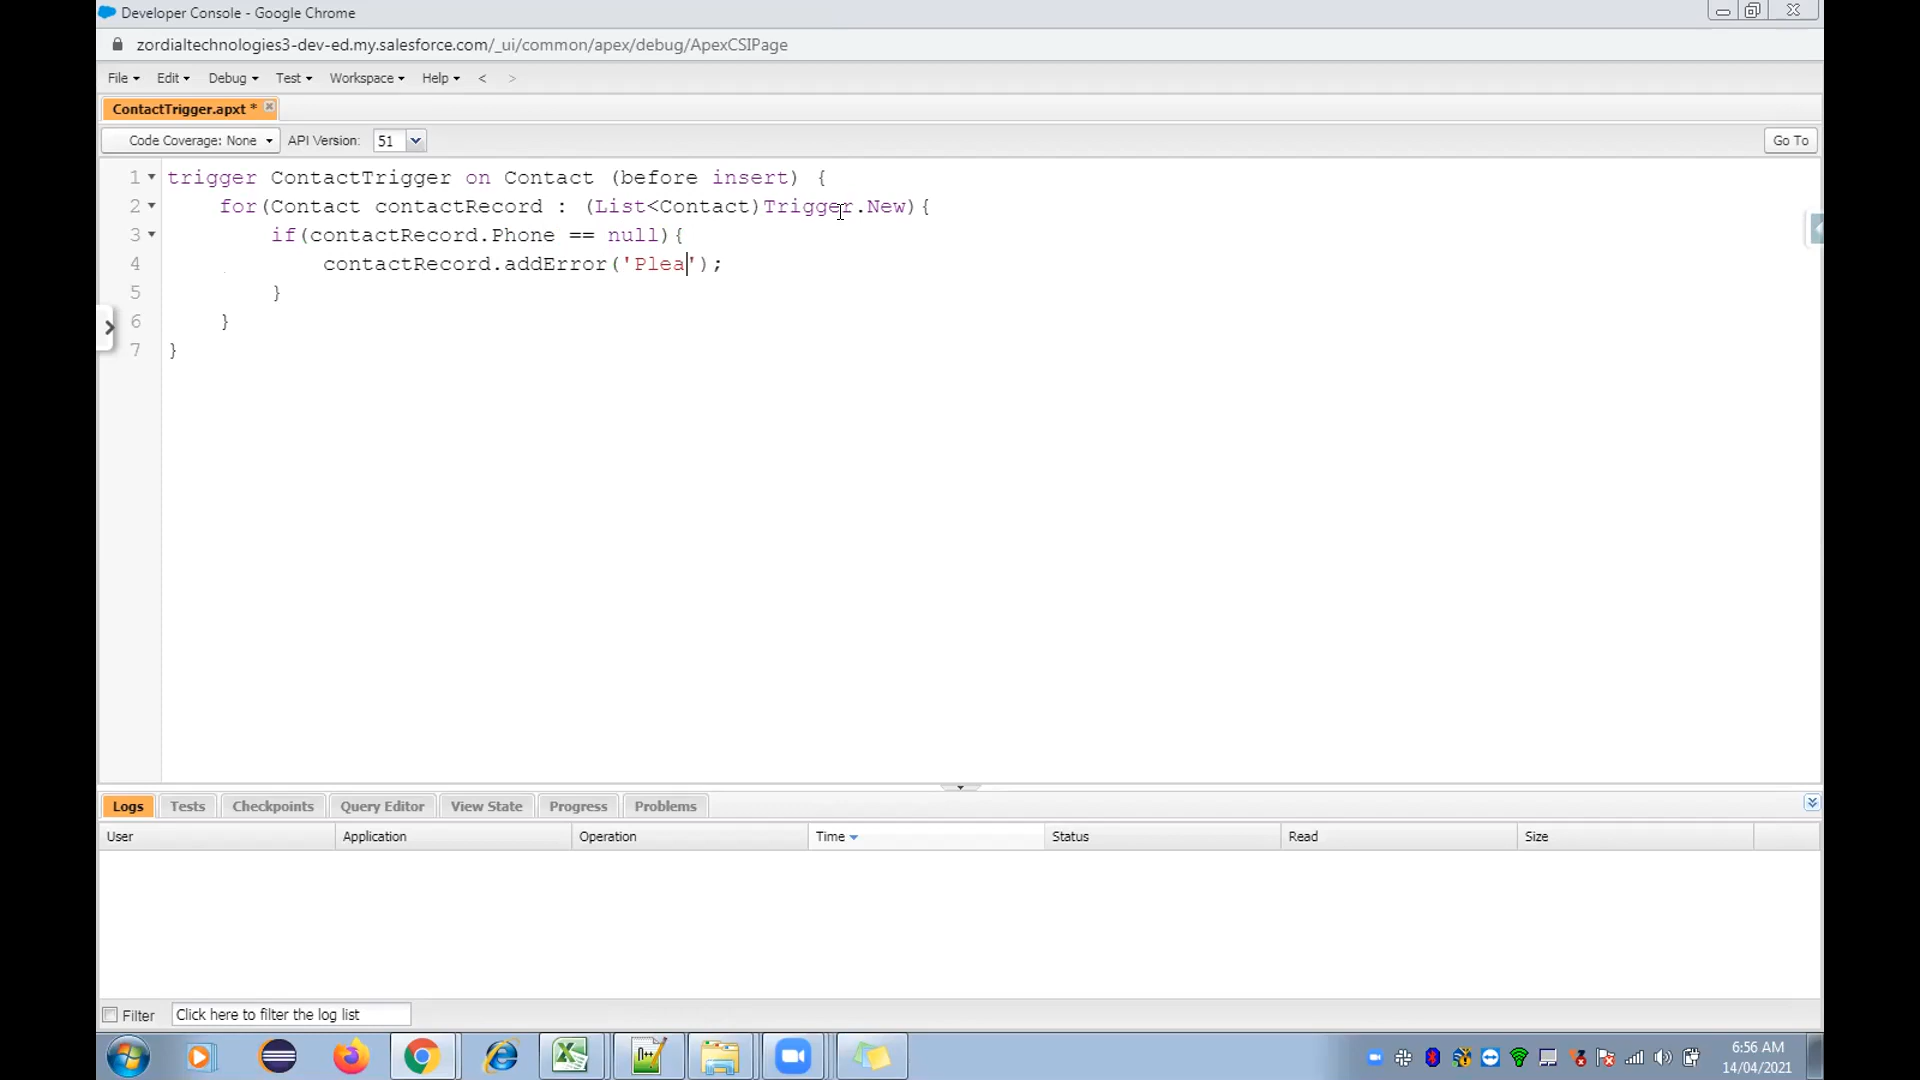 Developer Console - Google Chrome
zordialtechnologies3-dev-ed.my.salesforce.com/_ui/common/apex/debug/ApexCSIPage
File Edit Debug Test Workspace Help < >
ContactTrigger.apxt *
Code Coverage: None API Version: 51 Go To
1 trigger ContactTrigger on Contact (before insert) {
2 for(Contact contactRecord : (List<Contact)Trigger.New){
3 if(contactRecord.Phone == null){
4 contactRecord.addError('Plea');
5 }
6 }
7 }
Logs Tests Checkpoints Query Editor View State Progress Problems
User Application Operation Time Status Read Size
Filter Click here to filter the log list
6:56 AM
14/04/2021